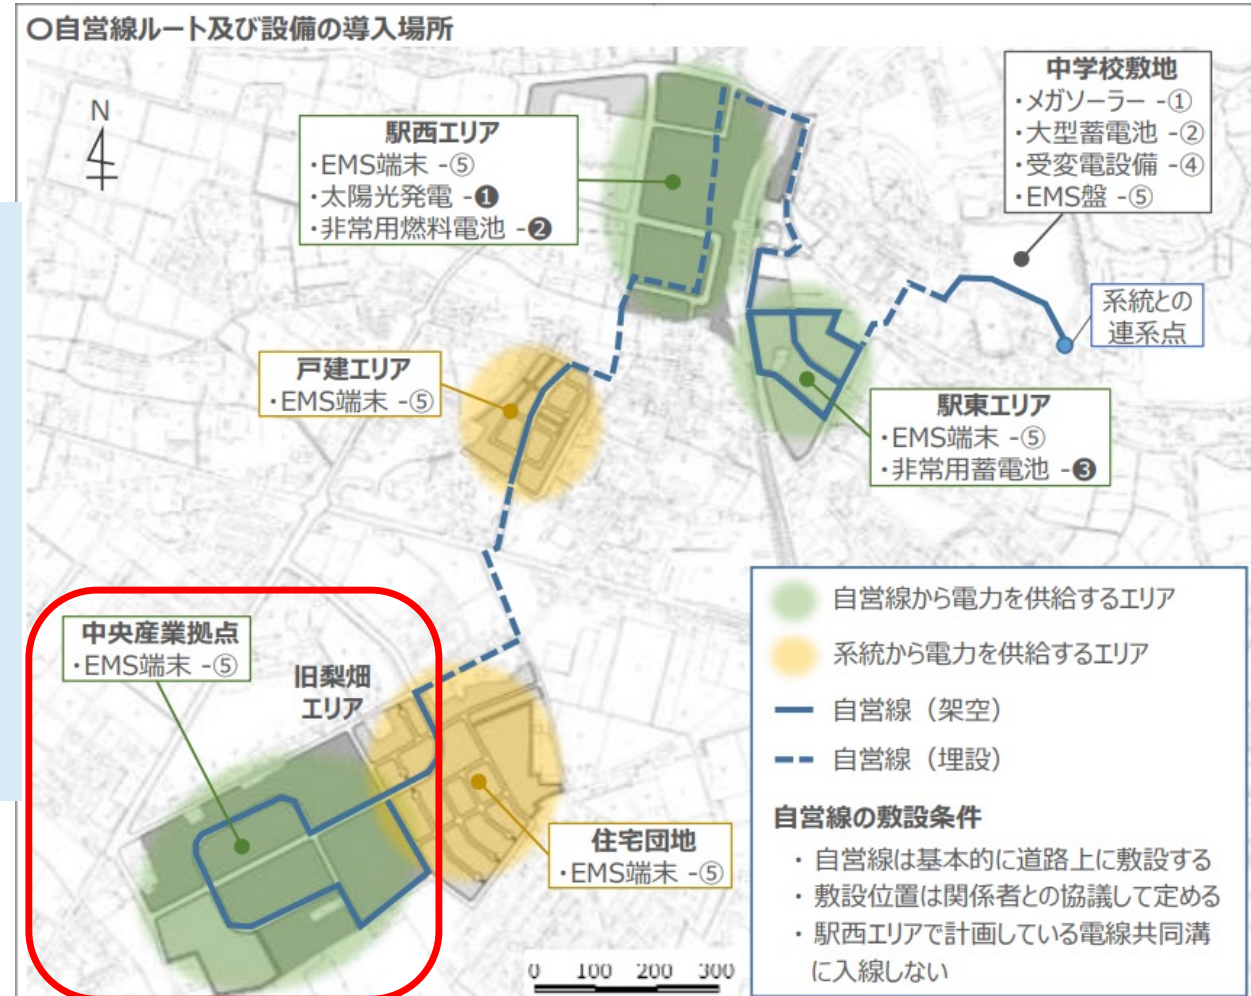 〇自営線ルート及び設備の導入場所
N
駅西エリア
・EMS端末 -⑤
・太陽光発電 -❶
・非常用燃料電池 -❷
中学校敷地
・メガソーラー -①
・大型蓄電池 -②
・受変電設備 -④
・EMS盤 -⑤
系統との
連系点
戸建エリア
・EMS端末 -⑤
駅東エリア
・EMS端末 -⑤
・非常用蓄電池 -❸
中央産業拠点
・EMS端末 -⑤
旧梨畑
エリア
住宅団地
・EMS端末 -⑤
自営線から電力を供給するエリア
系統から電力を供給するエリア
自営線（架空）
自営線（埋設）
自営線の敷設条件
・ 自営線は基本的に道路上に敷設する
・ 敷設位置は関係者との協議して定める
・ 駅西エリアで計画している電線共同溝
に入線しない
0 100 200 300